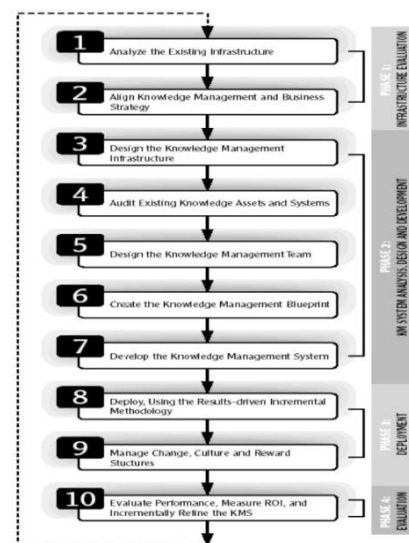 1
Analyze the Existing Infrastructure
2
Align Knowledge Management and Business
Strategy
3
Design the Knowledge Management
Infrastructure
4
Audit Existing Knowledge Assets and Systems
5
Design the Knowledge Management Team
6
Create the Knowledge Management Blueprint
7
Develop the Knowledge Management System
8
Deploy, Using the Results-driven Incremental
Methodology
9
Manage Change, Culture and Reward
Stuctures
10
Evaluate Performance, Measure ROI, and
Incrementally Refine the KMS
PHASE 1:
INFRASTRUCTURE EVALUATION
PHASE 2:
KM SYSTEM ANALYSIS, DESIGN AND DEVELOPMENT
PHASE 3:
DEPLOYMENT
PHASE 4:
EVALUATION